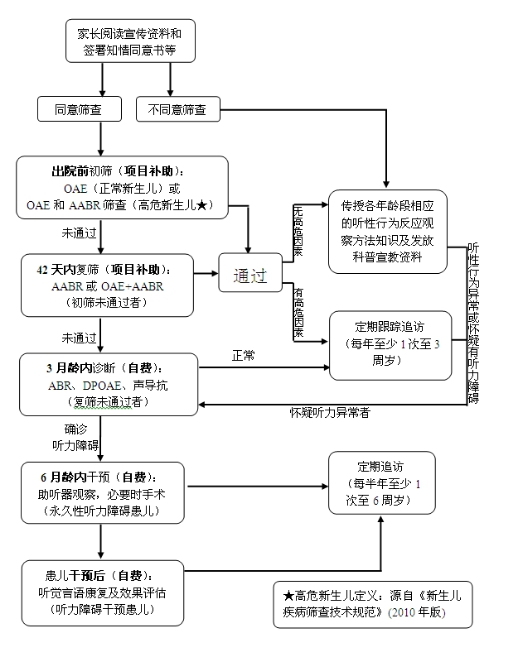 家长阅读宣传资料和
签署知情同意书等
同意筛查
不同意筛查
出院前初筛（项目补助）：
OAE（正常新生儿）或
OAE 和 AABR 筛查（高危新生儿★）
未通过
42 天内复筛（项目补助）：
AABR 或 OAE+AABR
（初筛未通过者）
通过
无高危因素
有高危因素
传授各年龄段相应
的听性行为反应观
察方法知识及发放
科普宣教资料
听性行为异常或怀疑有听力障碍
定期跟踪追访
（每年至少 1 次至 3
周岁）
未通过
3 月龄内诊断（自费）：
ABR、DPOAE、声导抗
（复筛未通过者）
正常
怀疑听力异常者
确诊
听力障碍
6 月龄内干预（自费）：
助听器观察，必要时手术
（永久性听力障碍患儿）
定期追访
（每半年至少 1
次至 6 周岁）
患儿干预后（自费）：
听觉言语康复及效果评估
（听力障碍干预患儿）
★高危新生儿定义：源自《新生儿
疾病筛查技术规范》(2010 年版)